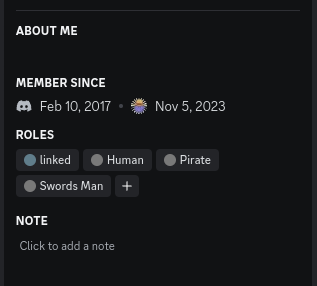 ABOUT ME
MEMBER SINCE
Feb 10, 2017 • Nov 5, 2023
ROLES
linked Human Pirate
Swords Man +
NOTE
Click to add a note